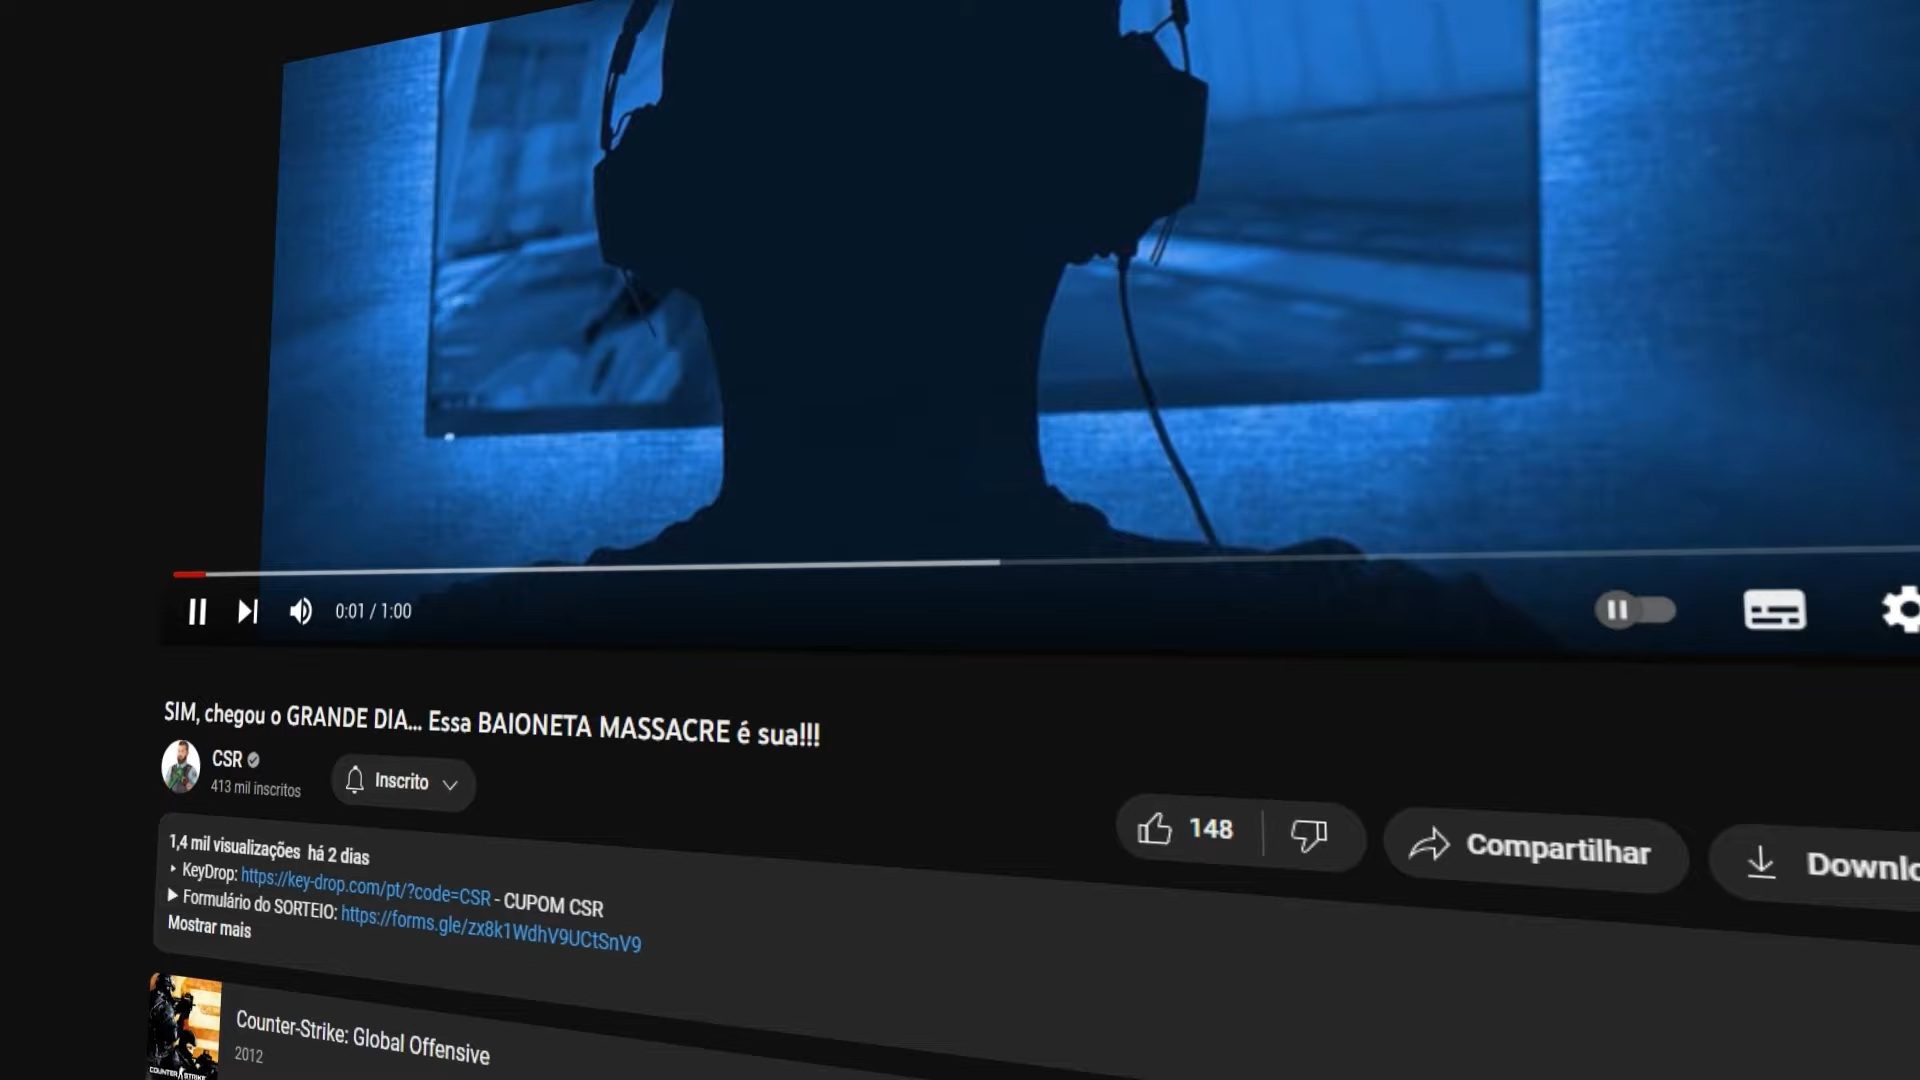 0:01 / 1:00
SIM, chegou o GRANDE DIA... Essa BAIONETA MASSACRE é sua!!!
CSR
413 mil inscritos
Inscrito
148
Compartilhar
Downlo
1,4 mil visualizações há 2 dias
‣ KeyDrop: https://key-drop.com/pt/?code=CSR - CUPOM CSR
▶ Formulário do SORTEIO: https://forms.gle/zx8k1WdhV9UCtSnV9
Mostrar mais
Counter-Strike: Global Offensive
2012
COUNTER STRIKE